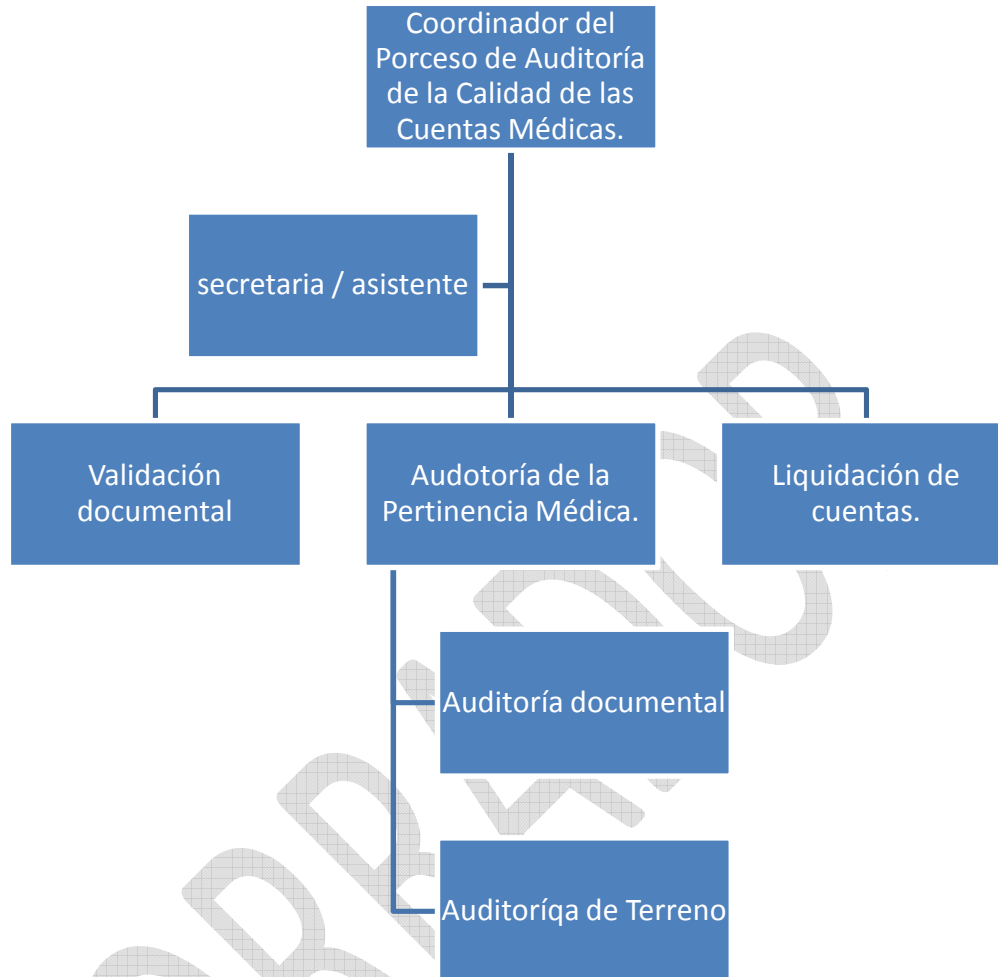 Coordinador del
Porceso de Auditoría
de la Calidad de las
Cuentas Médicas.
secretaria / asistente
Validación
documental
Audotoría de la
Pertinencia Médica.
Liquidación de
cuentas.
Auditoría documental
Auditoríqa de Terreno